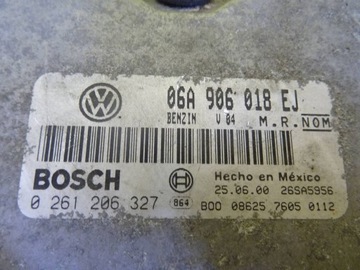 06A 906 018 EJ
BENZIN V04 M.R. NOM
BOSCH
Hecho en México
25.06.00 26SA5956
0 261 206 327 864 B00 08625 7605 0112